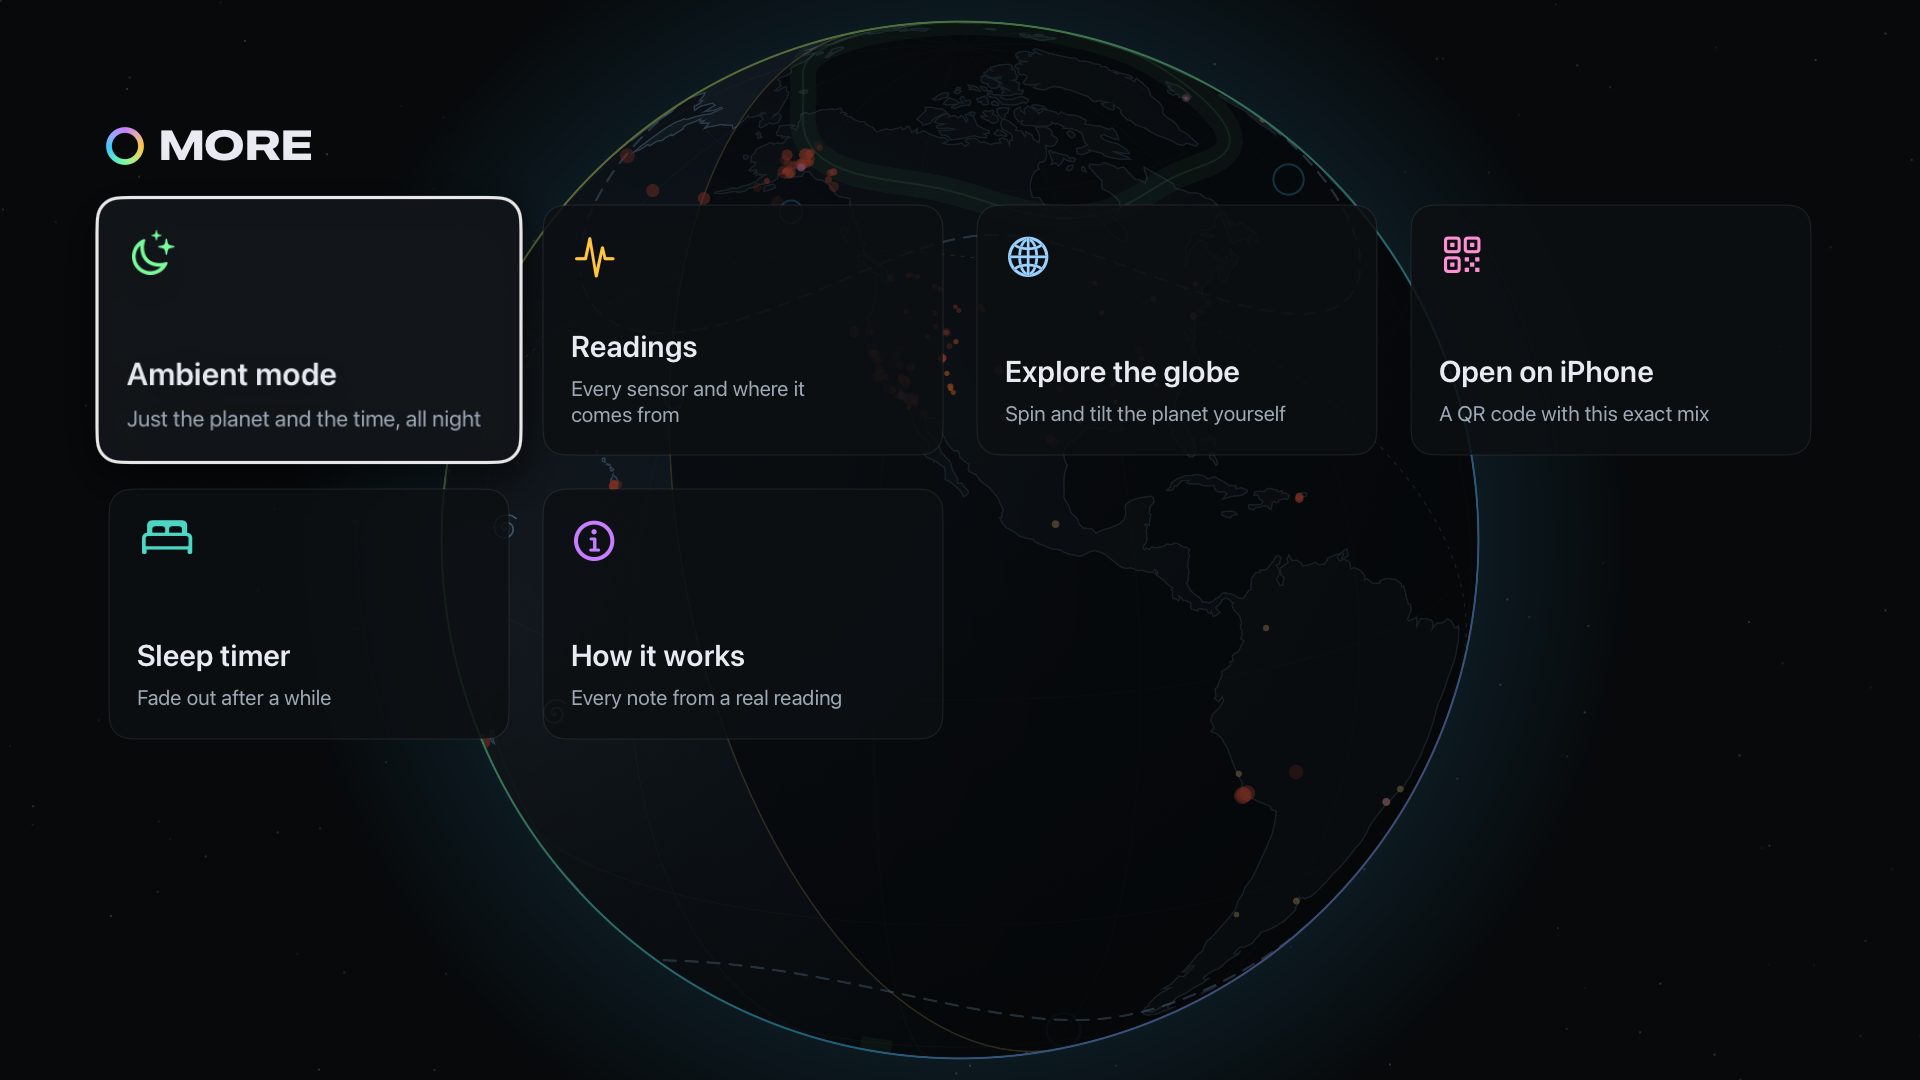 MORE
Ambient mode
Just the planet and the time, all night
Readings
Every sensor and where it
comes from
Explore the globe
Spin and tilt the planet yourself
Open on iPhone
A QR code with this exact mix
Sleep timer
Fade out after a while
How it works
Every note from a real reading